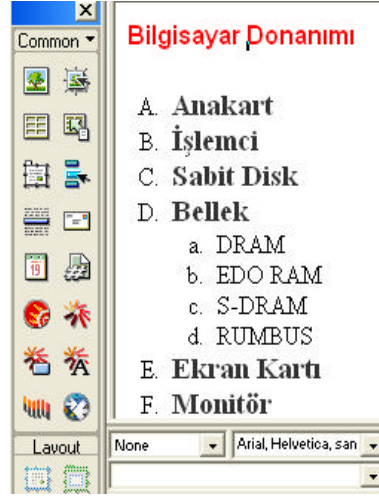 Common
Bilgisayar Donanımı
A. Anakart
B. İşlemci
C. Sabit Disk
D. Bellek
a. DRAM
b. EDO RAM
c. S-DRAM
d. RUMBUS
E. Ekran Kartı
F. Monitör
19
Layout
None
Arial, Helvetica, san